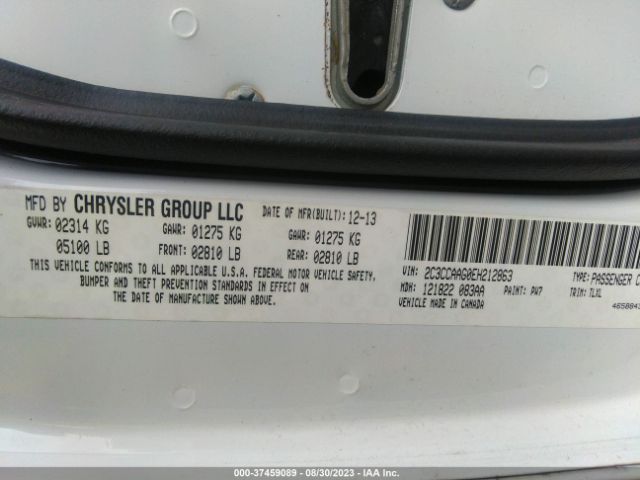 MFD BY CHRYSLER GROUP LLC DATE OF MFR(BUILT): 12-13
GVWR: 02314 KG GAWR: 01275 KG GAWR: 01275 KG
05100 LB FRONT: 02810 LB REAR: 02810 LB
THIS VEHICLE CONFORMS TO ALL APPLICABLE U.S.A. FEDERAL MOTOR VEHICLE SAFETY,
BUMPER AND THEFT PREVENTION STANDARDS IN EFFECT ON
THE DATE OF MANUFACTURE SHOWN ABOVE.
VIN: 2C3CCAAG0EH212863 TYPE: PASSENGER C
MDH: 121822 083AA PAINT: PW7 TRIM: TLXL
VEHICLE MADE IN CANADA
000-37459089 - 08/30/2023 - IAA Inc.